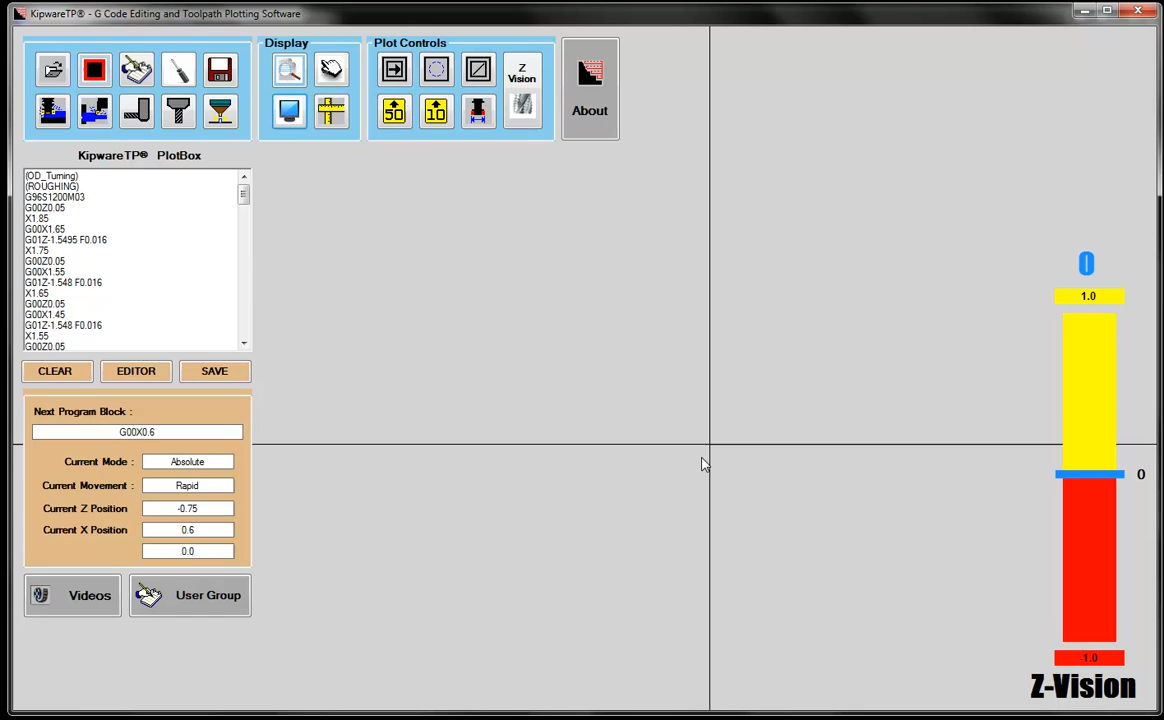 KipwareTP® - G Code Editing and Toolpath Plotting Software
Display
Plot Controls
Z
Vision
50
10
About
KipwareTP® PlotBox
(OD_Turning)
(ROUGHING)
G96S1200M03
G00Z0.05
X1.85
G00X1.65
G01Z-1.5495 F0.016
X1.75
G00Z0.05
G00X1.55
G01Z-1.548 F0.016
X1.65
G00Z0.05
G00X1.45
G01Z-1.548 F0.016
X1.55
G00Z0.05
CLEAR
EDITOR
SAVE
Next Program Block :
G00X0.6
Current Mode : Absolute
Current Movement : Rapid
Current Z Position -0.75
Current X Position 0.6
0.0
Videos
User Group
0
1.0
0
-1.0
Z-Vision